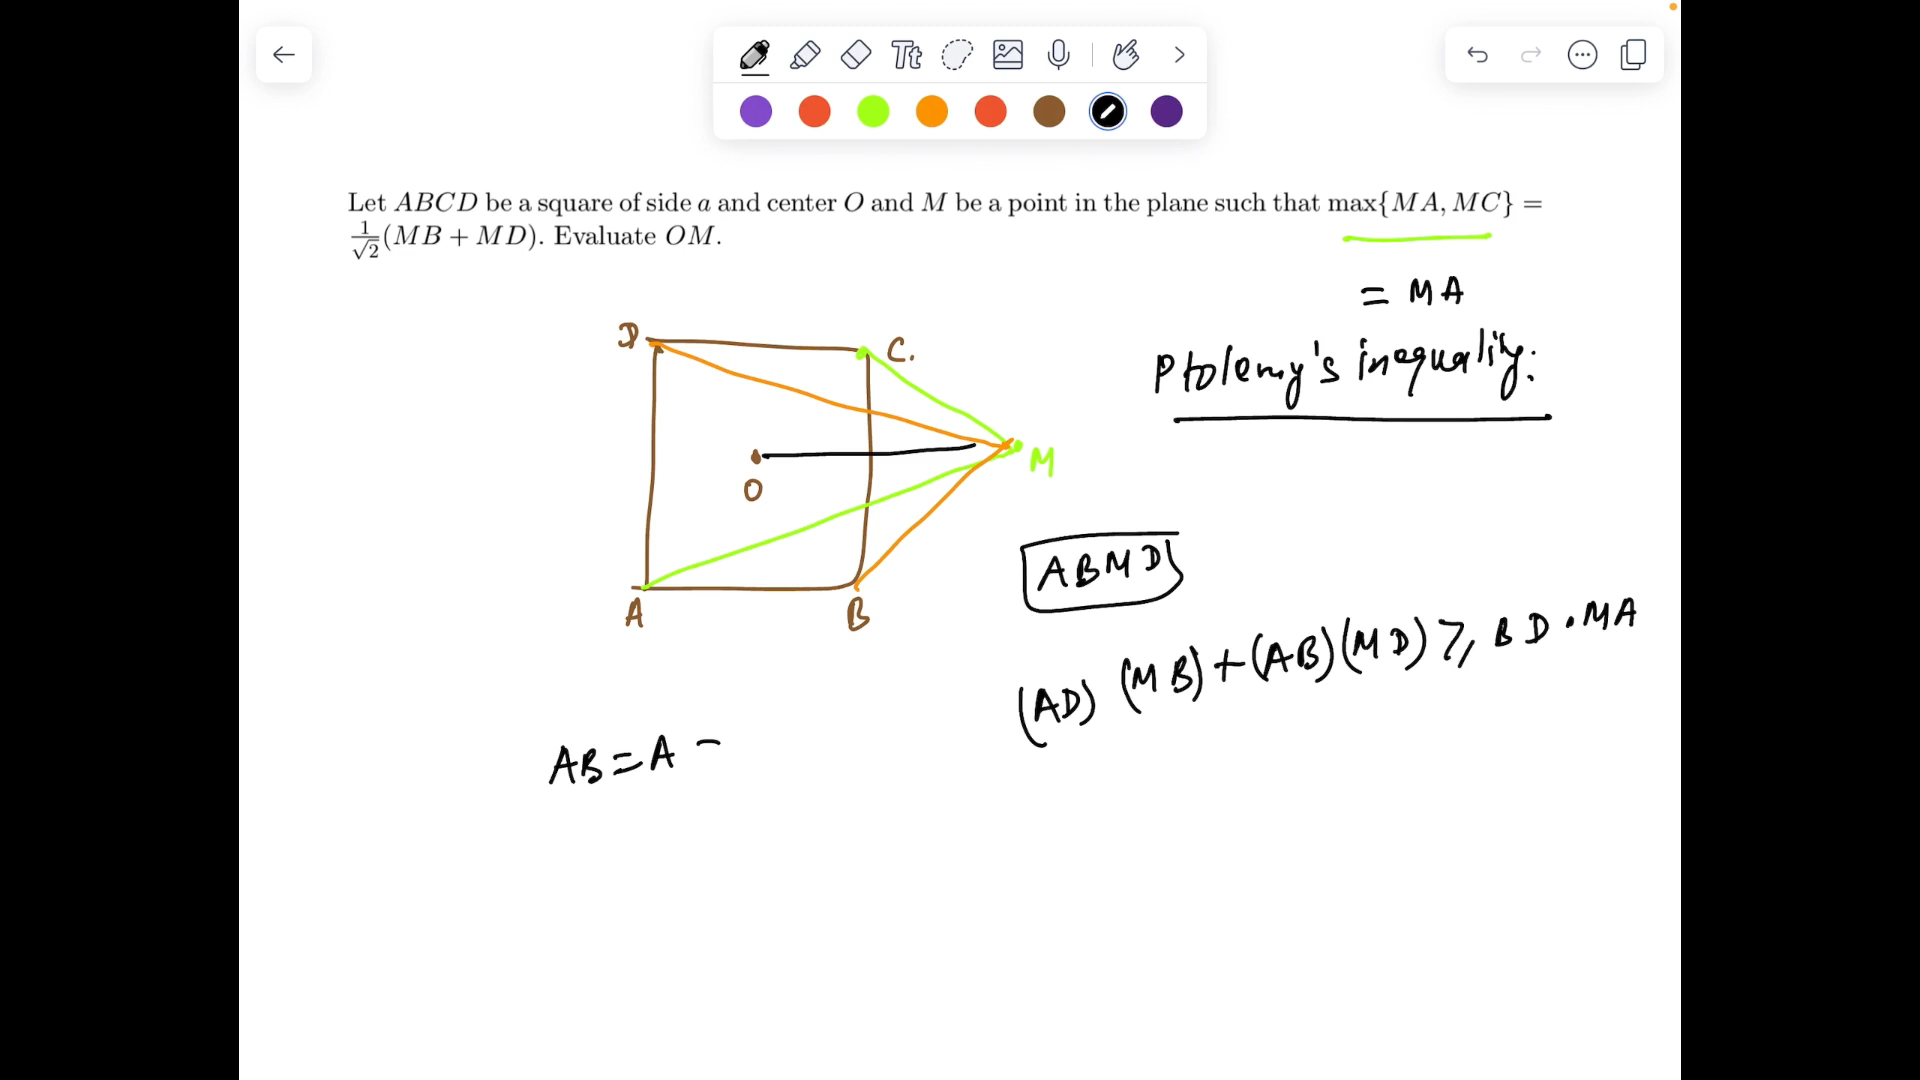 Tt
Let ABCD be a square of side a and center O and M be a point in the plane such that max{MA, MC} =
1/√2(MB + MD). Evaluate OM.
= MA
Ptolemy's inequality:
D
C.
M
O
A
B
ABMD
(AD) (MB) + (AB)(MD) ≥ BD . MA
AB = A -